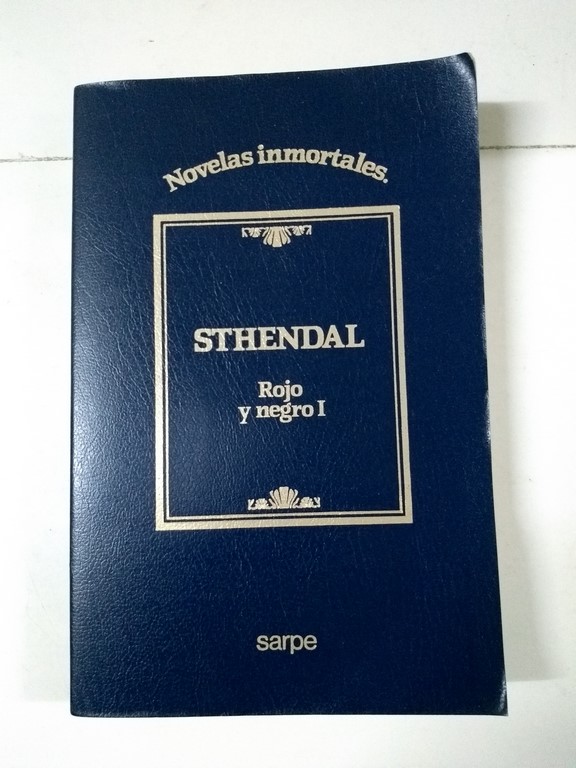 Novelas inmortales.
STHENDAL
Rojo
y negro I
sarpe